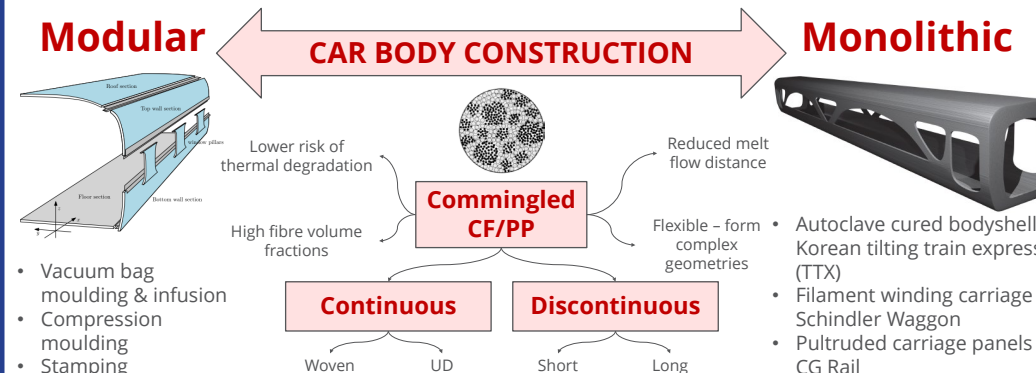 Modular
CAR BODY CONSTRUCTION
Monolithic
Roof section
Top wall section
window pillars
Floor section
Bottom wall section
• Vacuum bag
moulding & infusion
• Compression
moulding
• Stamping
Lower risk of
thermal degradation
High fibre volume
fractions
Commingled
CF/PP
Reduced melt
flow distance
Flexible – form
complex
geometries
Continuous
Discontinuous
Woven
UD
Short
Long
• Autoclave cured bodyshell
Korean tilting train express
(TTX)
• Filament winding carriage
Schindler Waggon
• Pultruded carriage panels
CG Rail